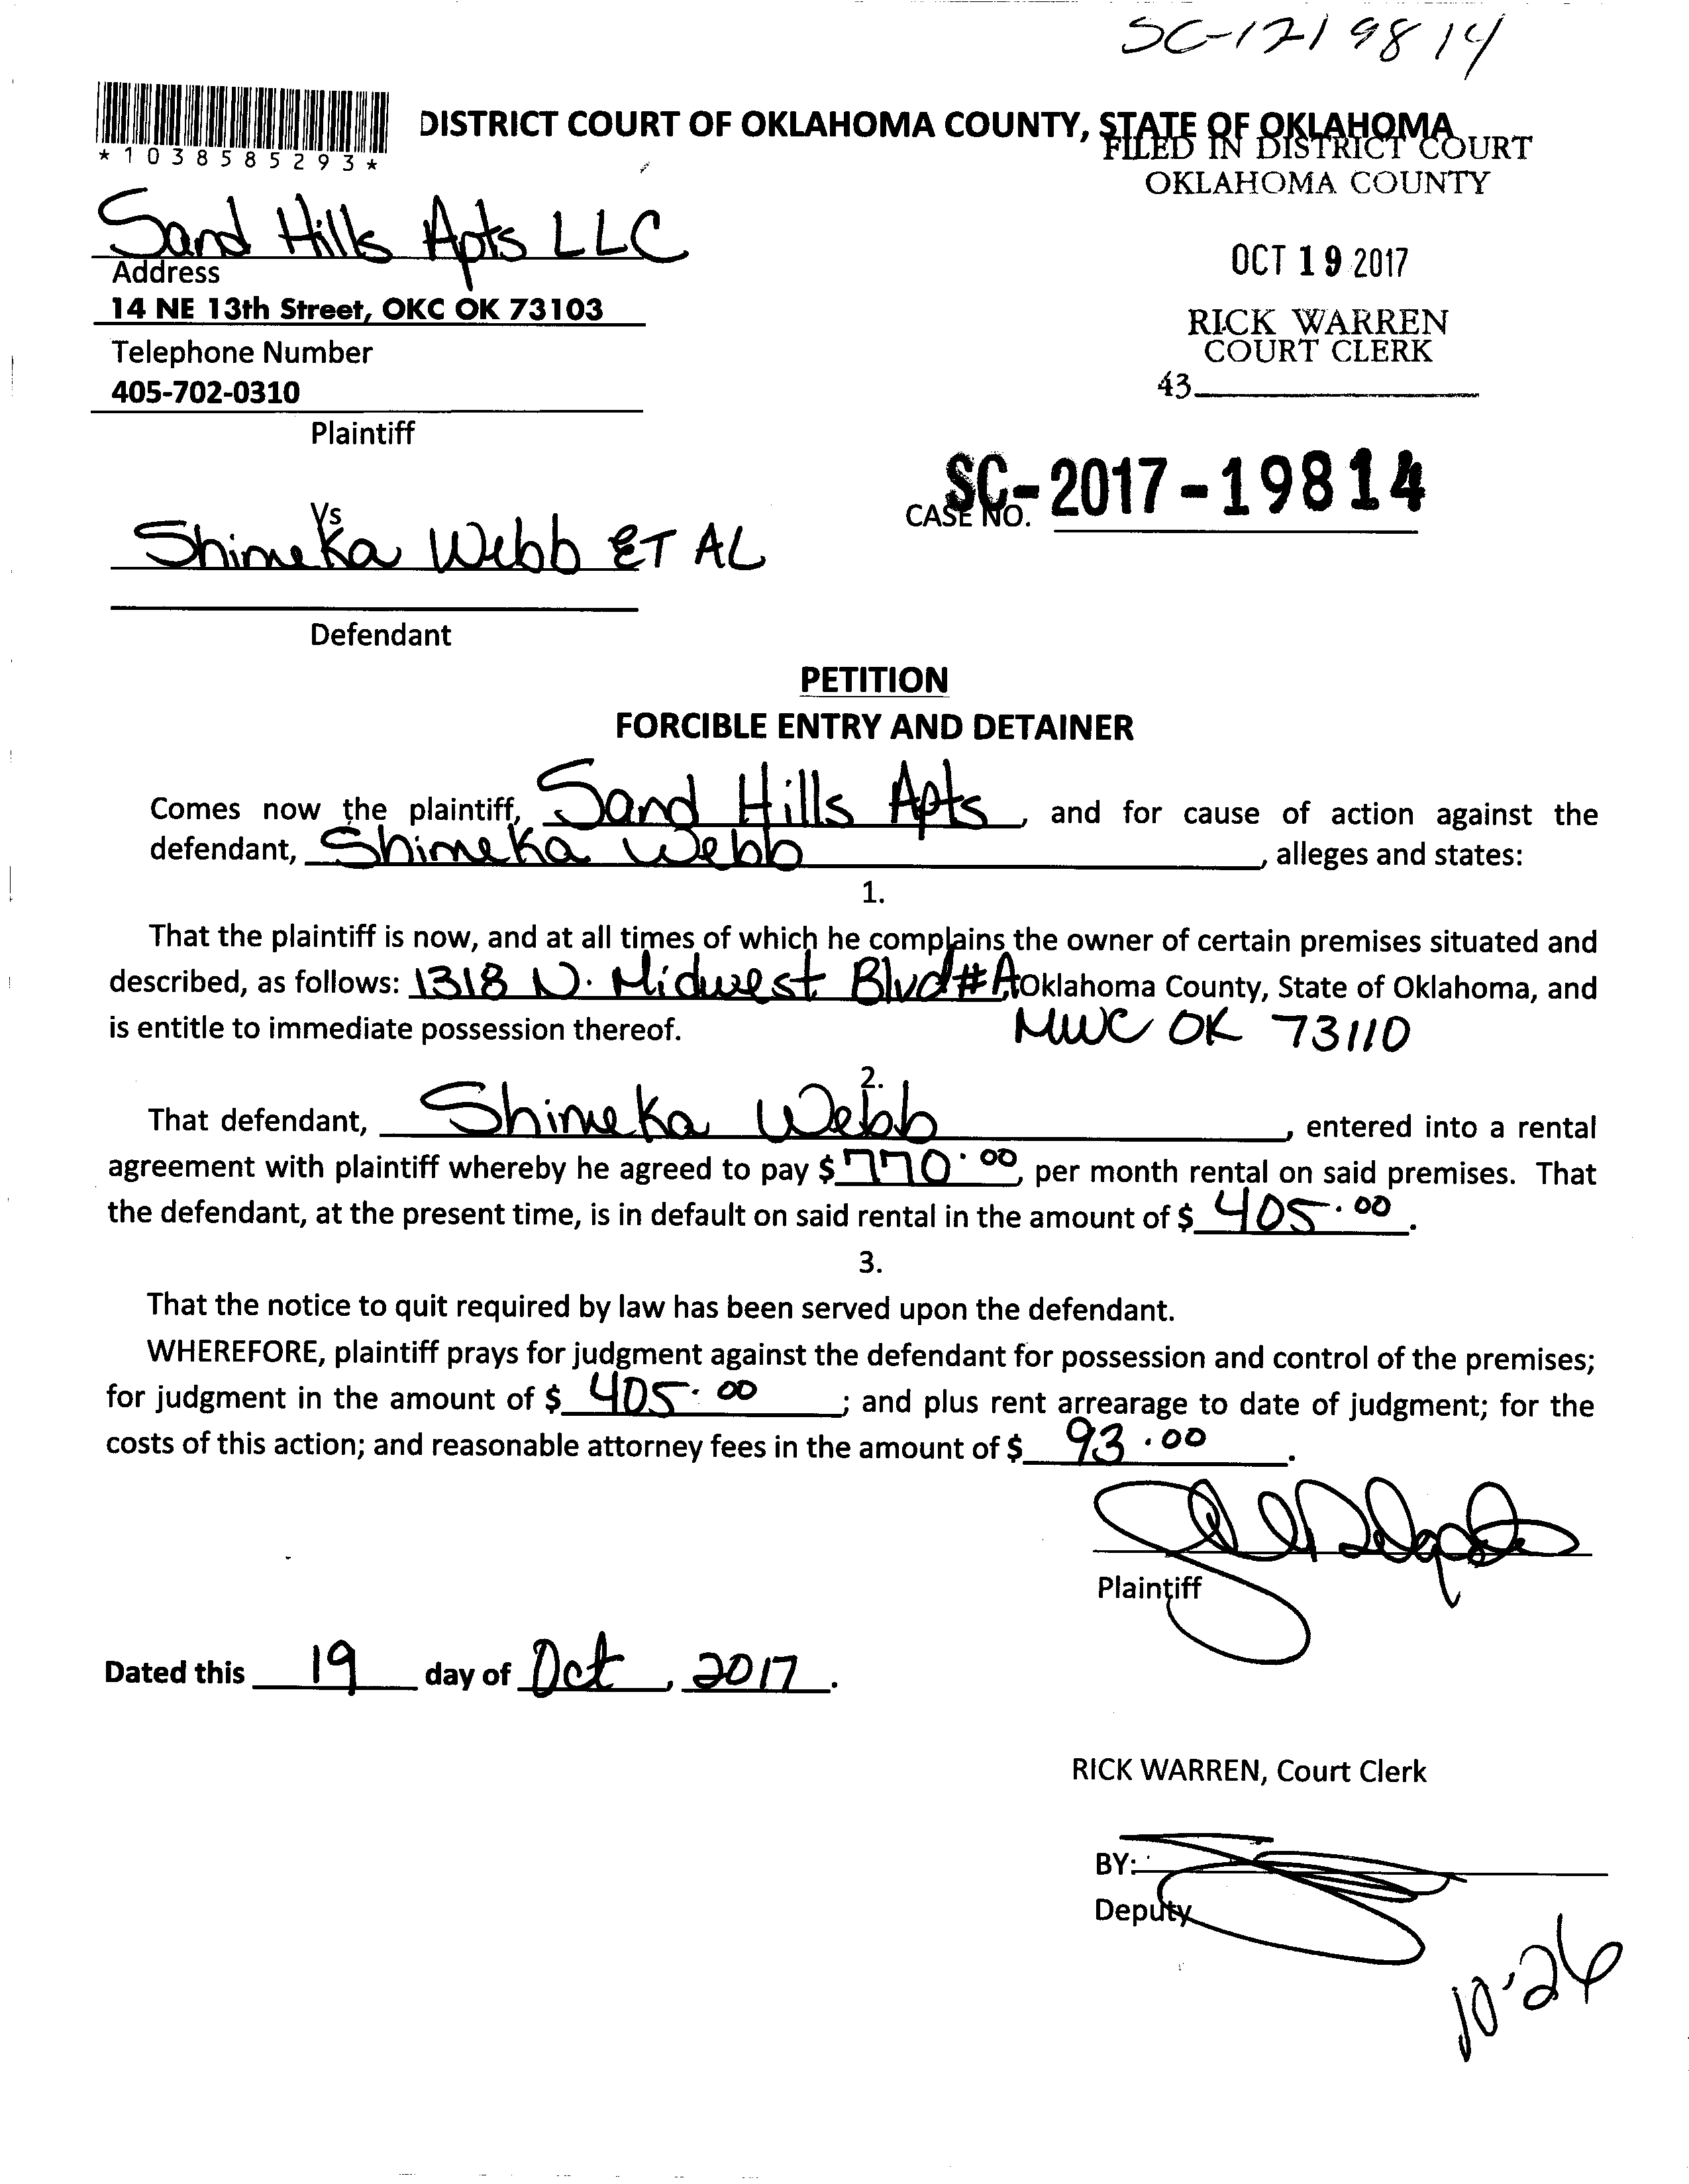 SC-1719814
*1038585293*
DISTRICT COURT OF OKLAHOMA COUNTY, STATE OF OKLAHOMA
FILED IN DISTRICT COURT
OKLAHOMA COUNTY
OCT 19 2017
RICK WARREN
COURT CLERK
43
Sand Hills Apts LLC
Address
14 NE 13th Street, OKC OK 73103
Telephone Number
405-702-0310
Plaintiff
Vs
CASE NO. SC-2017-19814
Shimeka Webb ET AL
Defendant
PETITION
FORCIBLE ENTRY AND DETAINER
Comes now the plaintiff, Sand Hills Apts, and for cause of action against the
defendant, Shimeka Webb, alleges and states:
1.
That the plaintiff is now, and at all times of which he complains the owner of certain premises situated and
described, as follows: 1318 N. Midwest Blvd #A Oklahoma County, State of Oklahoma, and
is entitle to immediate possession thereof. MWC OK 73110
2.
That defendant, Shimeka Webb, entered into a rental
agreement with plaintiff whereby he agreed to pay $ 770.00, per month rental on said premises. That
the defendant, at the present time, is in default on said rental in the amount of $ 405.00.
3.
That the notice to quit required by law has been served upon the defendant.
WHEREFORE, plaintiff prays for judgment against the defendant for possession and control of the premises;
for judgment in the amount of $ 405.00; and plus rent arrearage to date of judgment; for the
costs of this action; and reasonable attorney fees in the amount of $ 93.00.
Plaintiff
Dated this 19 day of Oct, 2017.
RICK WARREN, Court Clerk
BY:
Deputy
10-26